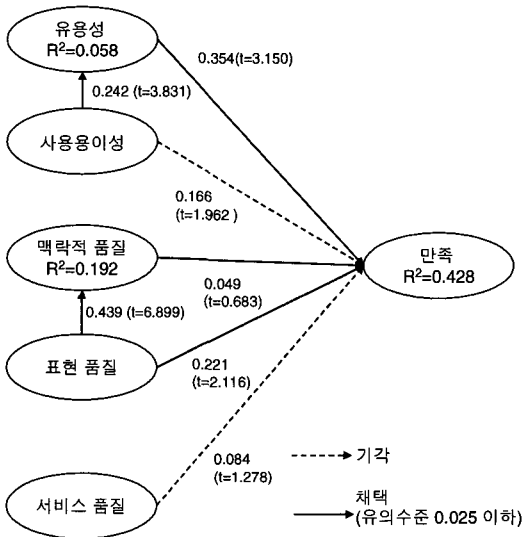 유용성
R²=0.058
0.354(t=3.150)
0.242 (t=3.831)
사용용이성
0.166
(t=1.962 )
맥락적 품질
R²=0.192
만족
R²=0.428
0.049
(t=0.683)
0.439 (t=6.899)
표현 품질
0.221
(t=2.116)
0.084
(t=1.278)
기각
서비스 품질
채택
(유의수준 0.025 이하)